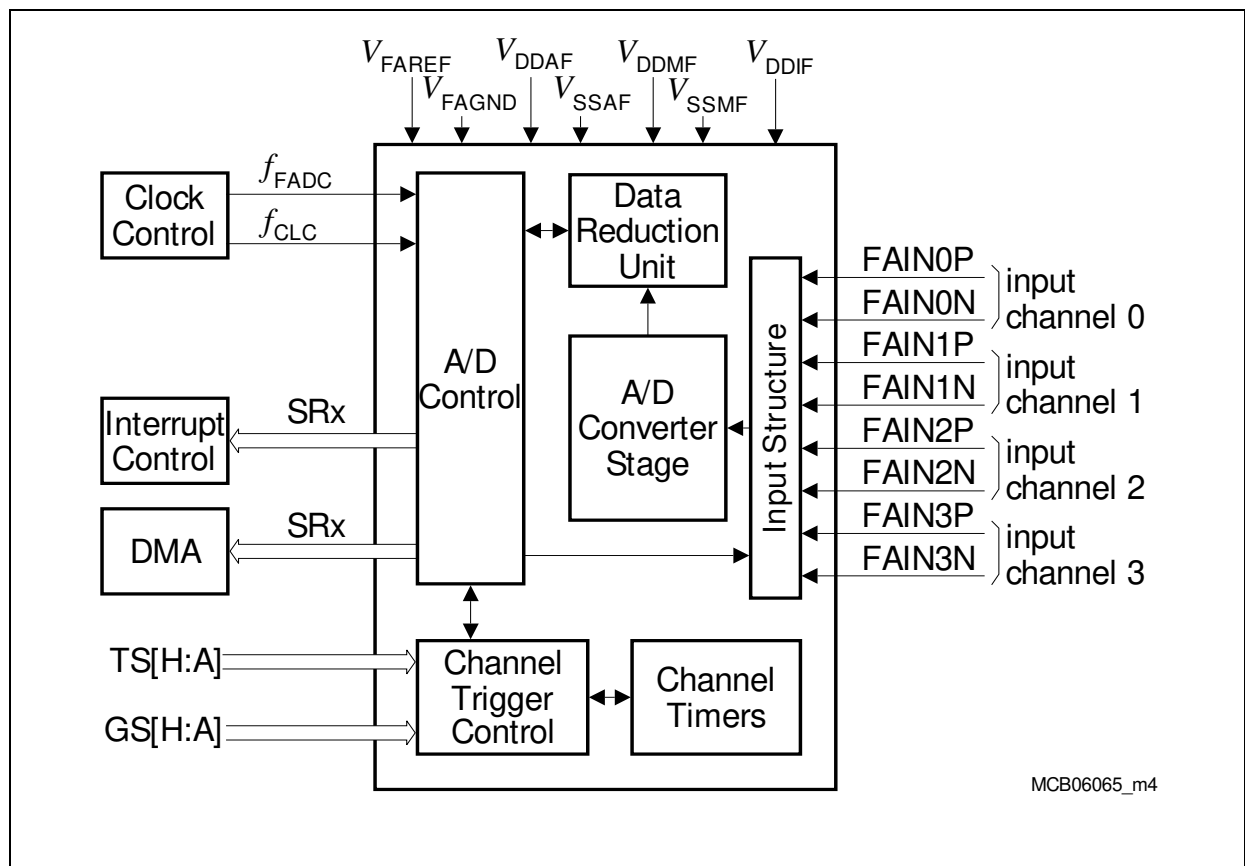 VFAREF
VDDAF
VDDMF
VDDIF
VFAGND
VSSAF
VSSMF
Clock
Control
fFADC
fCLC
A/D
Control
Data
Reduction
Unit
A/D
Converter
Stage
Input Structure
FAIN0P
FAIN0N
input
channel 0
FAIN1P
FAIN1N
input
channel 1
FAIN2P
FAIN2N
input
channel 2
FAIN3P
FAIN3N
input
channel 3
Interrupt
Control
SRx
DMA
SRx
TS[H:A]
GS[H:A]
Channel
Trigger
Control
Channel
Timers
MCB06065_m4